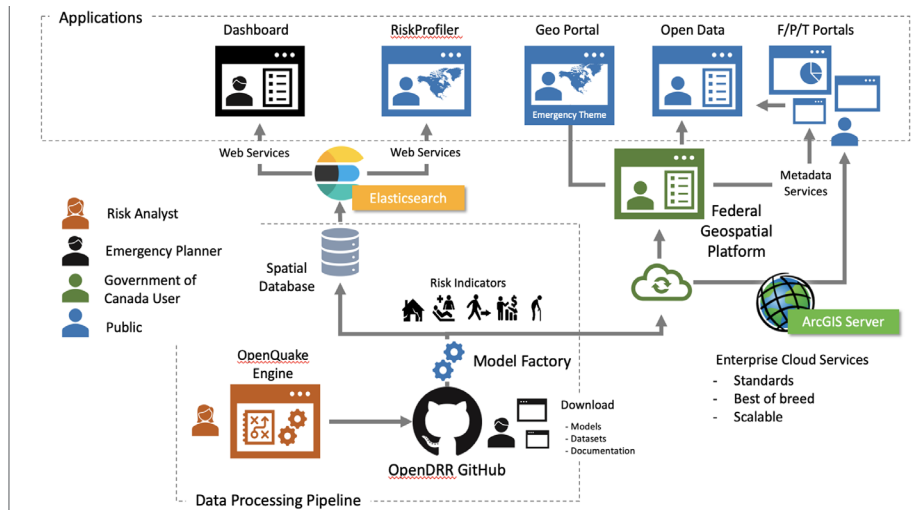 Applications
Dashboard
RiskProfiler
Geo Portal
Open Data
F/P/T Portals
Emergency Theme
Web Services
Web Services
Elasticsearch
Metadata
Services
Federal
Geospatial
Platform
Risk Analyst
Emergency Planner
Government of
Canada User
Public
Spatial
Database
Risk Indicators
ArcGIS Server
OpenQuake
Engine
Model Factory
Enterprise Cloud Services
- Standards
- Best of breed
- Scalable
Download
- Models
- Datasets
- Documentation
OpenDRR GitHub
Data Processing Pipeline